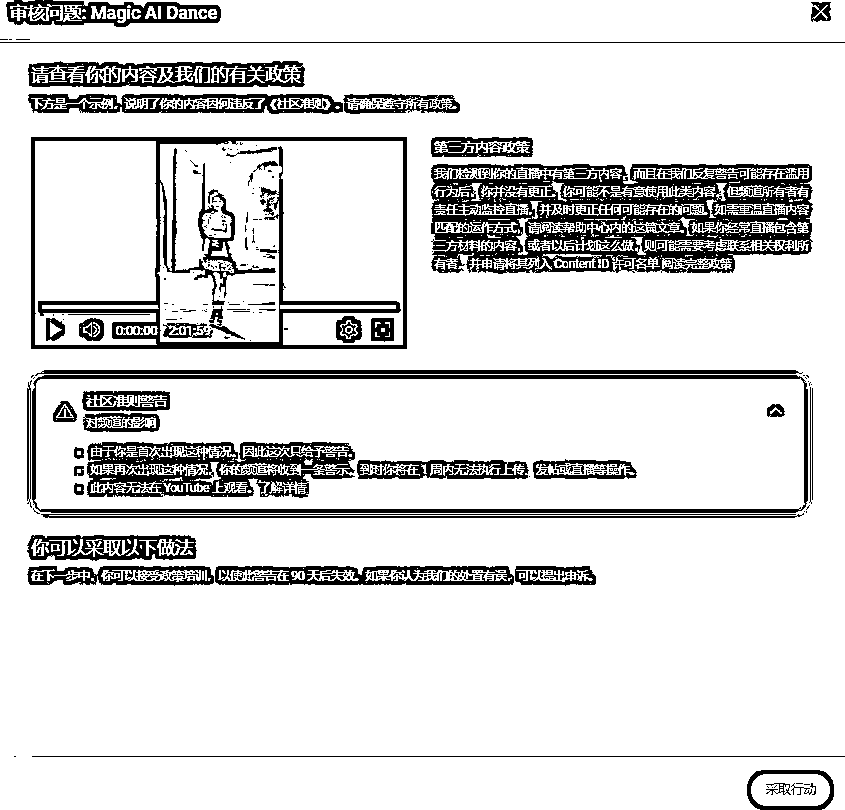 审核问题: Magic AI Dance
请查看你的内容及我们的有关政策
下方是一个示例，说明了你的内容因何违反了《社区准则》。请确保遵守所有政策。
第三方内容政策
我们检测到你的直播中有第三方内容，而且在我们反复警告可能存在滥用
行为后，你并没有更正。你可能不是有意使用此类内容，但频道所有者有
责任主动监控直播，并及时更正任何可能存在的问题。如需重温直播内容
匹配的运作方式，请阅读帮助中心内的这篇文章。如果你经常直播包含第
三方材料的内容，或者以后计划这么做，则可能需要考虑联系相关权利所
有者，并申请将其列入 Content ID 许可名单 阅读完整政策
0:00:00 / 2:01:53
社区准则警告
对频道的影响
由于你是首次出现这种情况，因此这次只给予警告。
如果再次出现这种情况，你的频道将收到一条警示，到时你将在 1 周内无法执行上传、发帖或直播等操作。
此内容无法在 YouTube 上观看。了解详情
你可以采取以下做法
在下一步中，你可以接受政策培训，以使此警告在 90 天后失效。如果你认为我们的处置有误，可以提出申诉。
采取行动